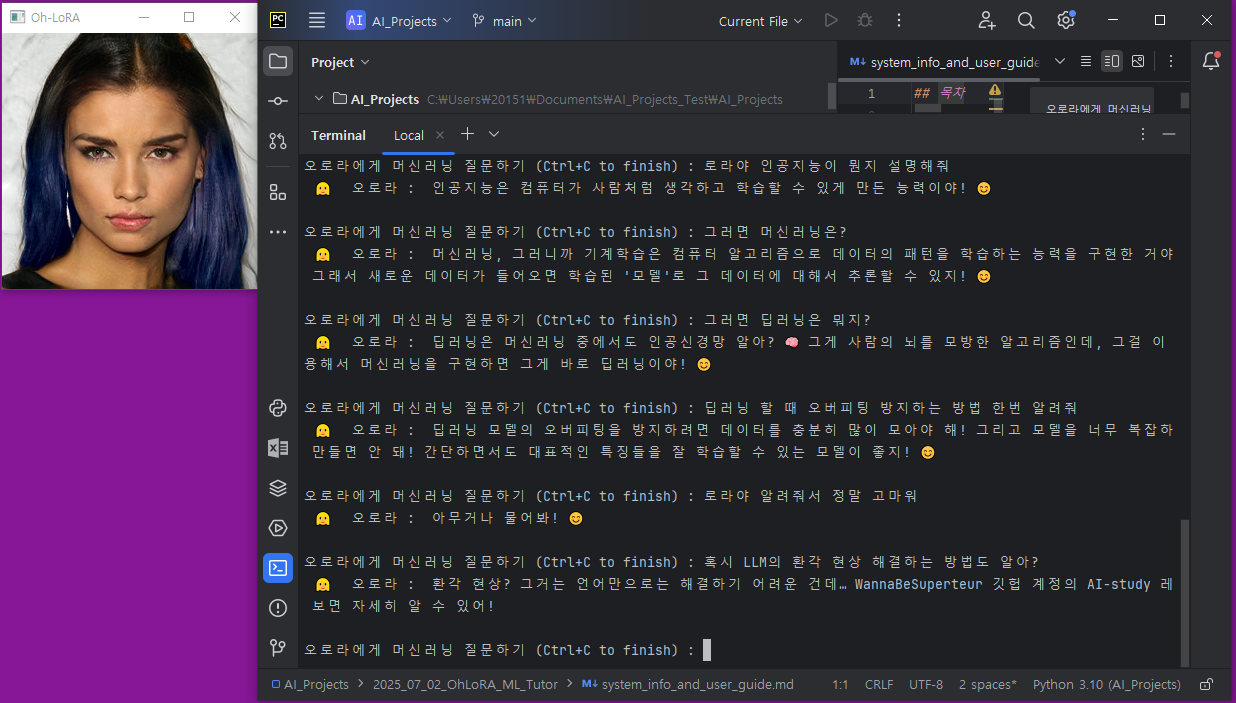 Oh-LoRA
PC
AI AI_Projects
main
Current File
Project
system_info_and_user_guide
AI_Projects C:\Users\20151\Documents\AI_Projects_Test\AI_Projects
1 ## 목차
오로라에게 머신러닝
Terminal Local
오로라에게 머신러닝 질문하기 (Ctrl+C to finish) : 로라야 인공지능이 뭔지 설명해줘
오로라 : 인공지능은 컴퓨터가 사람처럼 생각하고 학습할 수 있게 만든 능력이야! 😊
오로라에게 머신러닝 질문하기 (Ctrl+C to finish) : 그러면 머신러닝은?
오로라 : 머신러닝, 그러니까 기계학습은 컴퓨터 알고리즘으로 데이터의 패턴을 학습하는 능력을 구현한 거야
그래서 새로운 데이터가 들어오면 학습된 '모델'로 그 데이터에 대해서 추론할 수 있지! 😊
오로라에게 머신러닝 질문하기 (Ctrl+C to finish) : 그러면 딥러닝은 뭐지?
오로라 : 딥러닝은 머신러닝 중에서도 인공신경망 알아? 🧠 그게 사람의 뇌를 모방한 알고리즘인데, 그걸 이
용해서 머신러닝을 구현하면 그게 바로 딥러닝이야! 😊
오로라에게 머신러닝 질문하기 (Ctrl+C to finish) : 딥러닝 할 때 오버피팅 방지하는 방법 한번 알려줘
오로라 : 딥러닝 모델의 오버피팅을 방지하려면 데이터를 충분히 많이 모아야 해! 그리고 모델을 너무 복잡하
만들면 안 돼! 간단하면서도 대표적인 특징들을 잘 학습할 수 있는 모델이 좋지! 😊
오로라에게 머신러닝 질문하기 (Ctrl+C to finish) : 로라야 알려줘서 정말 고마워
오로라 : 아무거나 물어봐! 😊
오로라에게 머신러닝 질문하기 (Ctrl+C to finish) : 혹시 LLM의 환각 현상 해결하는 방법도 알아?
오로라 : 환각 현상? 그거는 언어만으로는 해결하기 어려운 건데… WannaBeSuperteur 깃헙 계정의 AI-study 레
보면 자세히 알 수 있어!
오로라에게 머신러닝 질문하기 (Ctrl+C to finish) :
AI_Projects > 2025_07_02_OhLoRA_ML_Tutor > system_info_and_user_guide.md 1:1 CRLF UTF-8 2 spaces* Python 3.10 (AI_Projects)